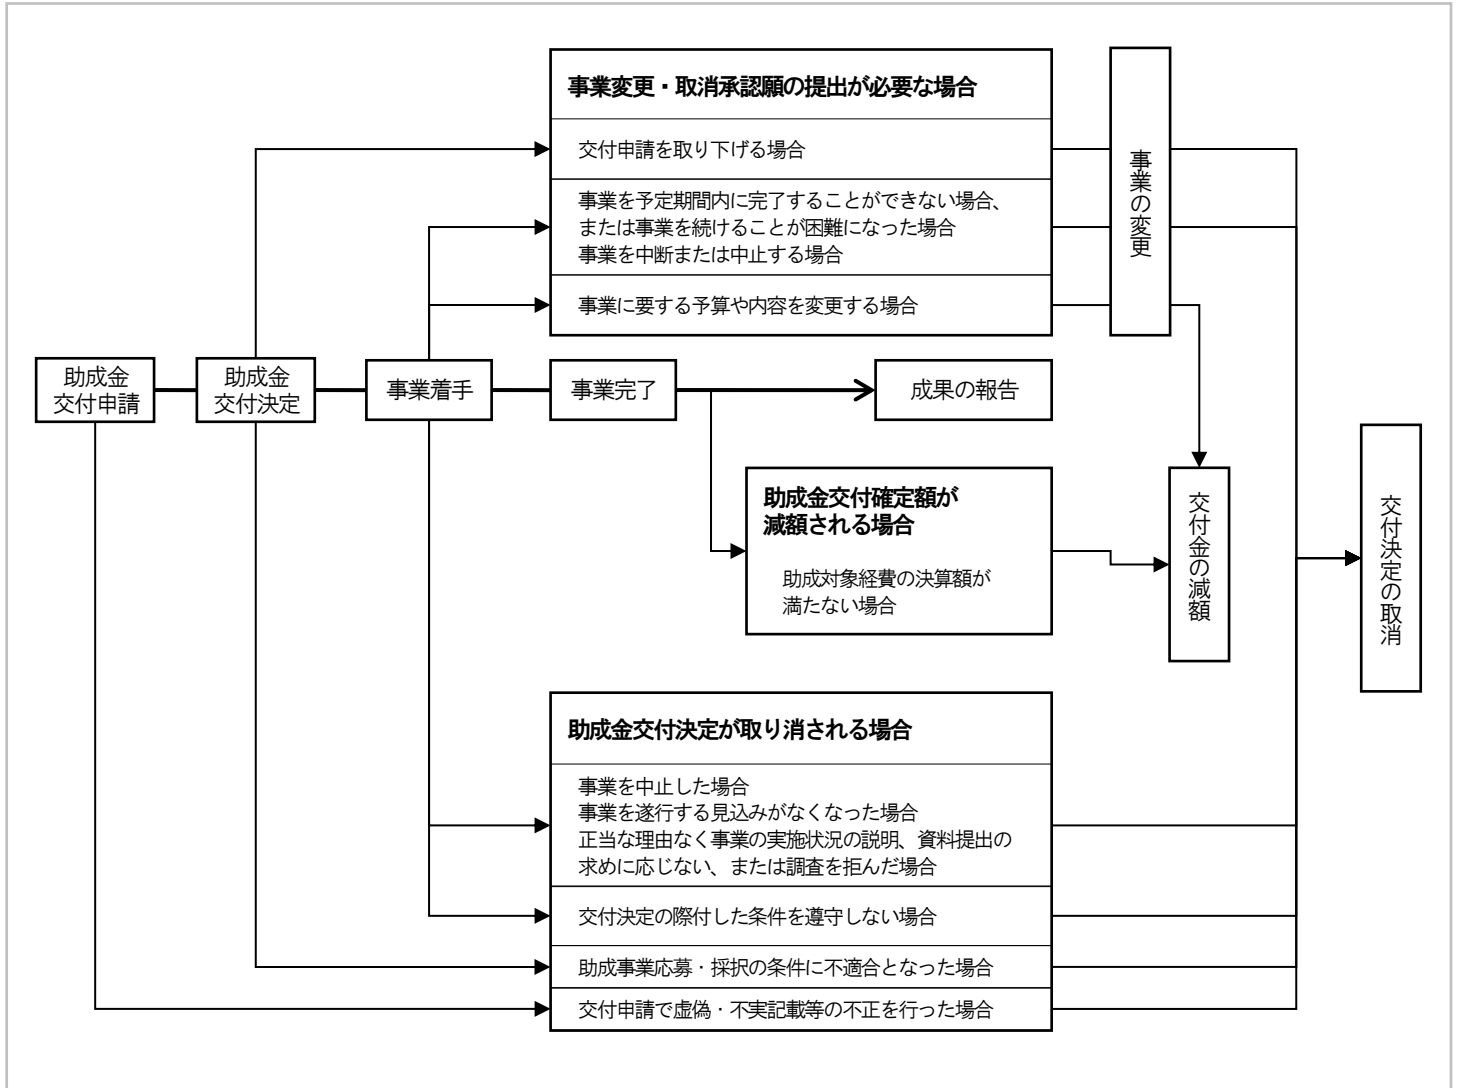 事業変更・取消承認願の提出が必要な場合
交付申請を取り下げる場合
事業を予定期間内に完了することができない場合、
または事業を続けることが困難になった場合
事業を中断または中止する場合
事業に要する予算や内容を変更する場合
事業の変更
助成金
交付申請
助成金
交付決定
事業着手
事業完了
成果の報告
助成金交付確定額が
減額される場合
助成対象経費の決算額が
満たない場合
交付金の減額
交付決定の取消
助成金交付決定が取り消される場合
事業を中止した場合
事業を遂行する見込みがなくなった場合
正当な理由なく事業の実施状況の説明、資料提出の
求めに応じない、または調査を拒んだ場合
交付決定の際付した条件を遵守しない場合
助成事業応募・採択の条件に不適合となった場合
交付申請で虚偽・不実記載等の不正を行った場合